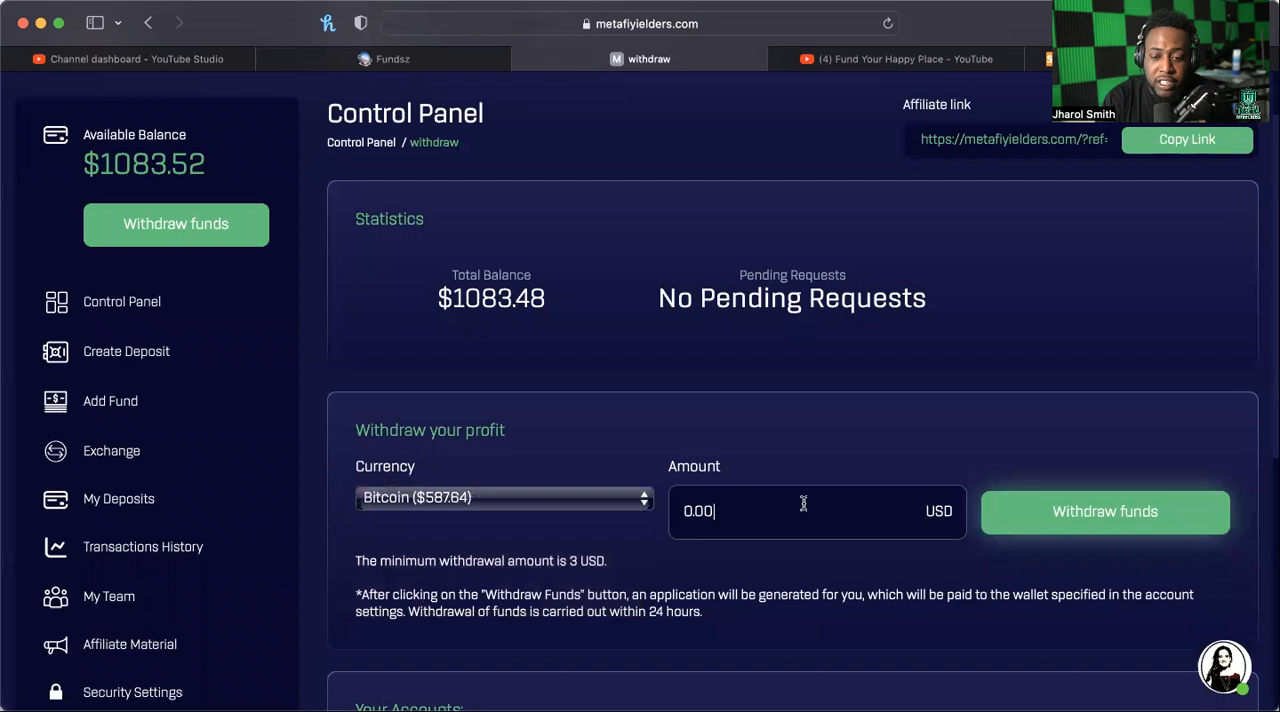 metafiyielders.com
Channel dashboard - YouTube Studio
Fundsz
M withdraw
(4) Fund Your Happy Place - YouTube
S
Jharol Smith
Available Balance
$1083.52
Withdraw funds
Control Panel
Create Deposit
Add Fund
Exchange
My Deposits
Transactions History
My Team
Affiliate Material
Security Settings
Control Panel
Control Panel / withdraw
Affiliate link
https://metafiyielders.com/?ref=
Copy Link
Statistics
Total Balance
$1083.48
Pending Requests
No Pending Requests
Withdraw your profit
Currency
Bitcoin ($587.64)
Amount
0.00
USD
Withdraw funds
The minimum withdrawal amount is 3 USD.
*After clicking on the "Withdraw Funds" button, an application will be generated for you, which will be paid to the wallet specified in the account
settings. Withdrawal of funds is carried out within 24 hours.
Your Accounts: